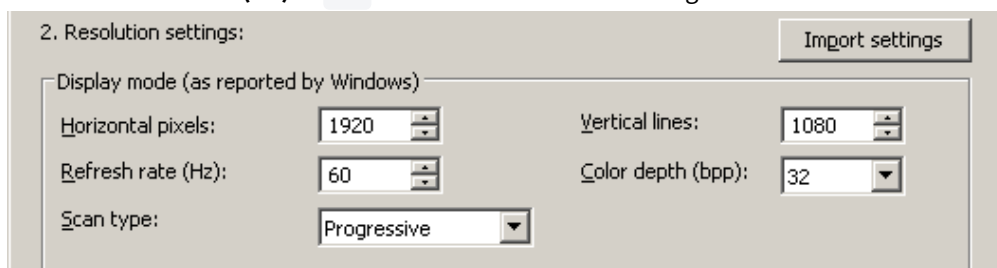 2. Resolution settings:
Import settings
Display mode (as reported by Windows)
Horizontal pixels: 1920 Vertical lines: 1080
Refresh rate (Hz): 60 Color depth (bpp): 32
Scan type: Progressive